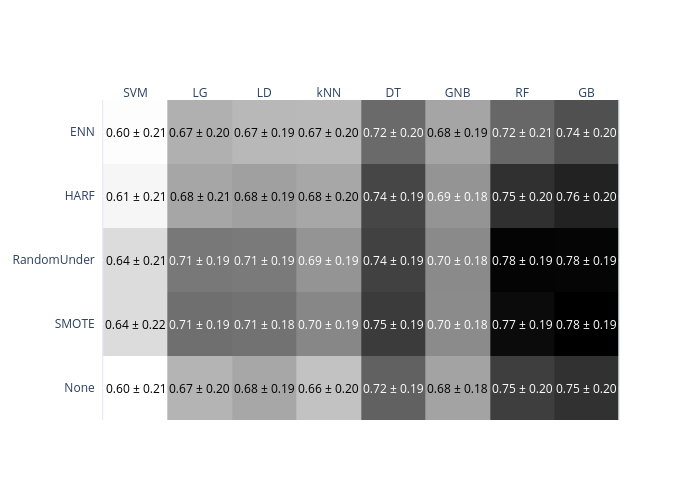 SVM LG LD kNN DT GNB RF GB
ENN 0.60 ± 0.21 0.67 ± 0.20 0.67 ± 0.19 0.67 ± 0.20 0.72 ± 0.20 0.68 ± 0.19 0.72 ± 0.21 0.74 ± 0.20
HARF 0.61 ± 0.21 0.68 ± 0.21 0.68 ± 0.19 0.68 ± 0.20 0.74 ± 0.19 0.69 ± 0.18 0.75 ± 0.20 0.76 ± 0.20
RandomUnder 0.64 ± 0.21 0.71 ± 0.19 0.71 ± 0.19 0.69 ± 0.19 0.74 ± 0.19 0.70 ± 0.18 0.78 ± 0.19 0.78 ± 0.19
SMOTE 0.64 ± 0.22 0.71 ± 0.19 0.71 ± 0.18 0.70 ± 0.19 0.75 ± 0.19 0.70 ± 0.18 0.77 ± 0.19 0.78 ± 0.19
None 0.60 ± 0.21 0.67 ± 0.20 0.68 ± 0.19 0.66 ± 0.20 0.72 ± 0.19 0.68 ± 0.18 0.75 ± 0.20 0.75 ± 0.20